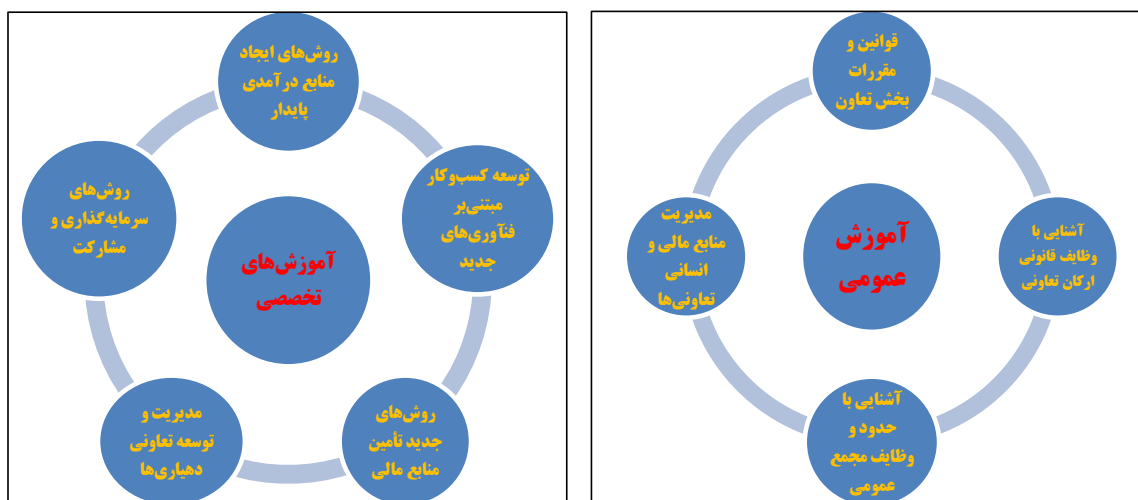 قوانین و
مقررات
بخش تعاون
آشنایی با
وظایف قانونی
ارکان تعاونی
آشنایی با
حدود و
وظایف مجمع
عمومی
مدیریت
منابع مالی و
انسانی
تعاونی‌ها
آموزش
عمومی
روش‌های ایجاد
منابع درآمدی
پایدار
توسعه کسب‌وکار
مبتنی‌بر
فنّآوری‌های
جدید
روش‌های
جدید تأمین
منابع مالی
مدیریت و
توسعه تعاونی
دهیاری‌ها
روش‌های
سرمایه‌گذاری و
مشارکت
آموزش‌های
تخصصی